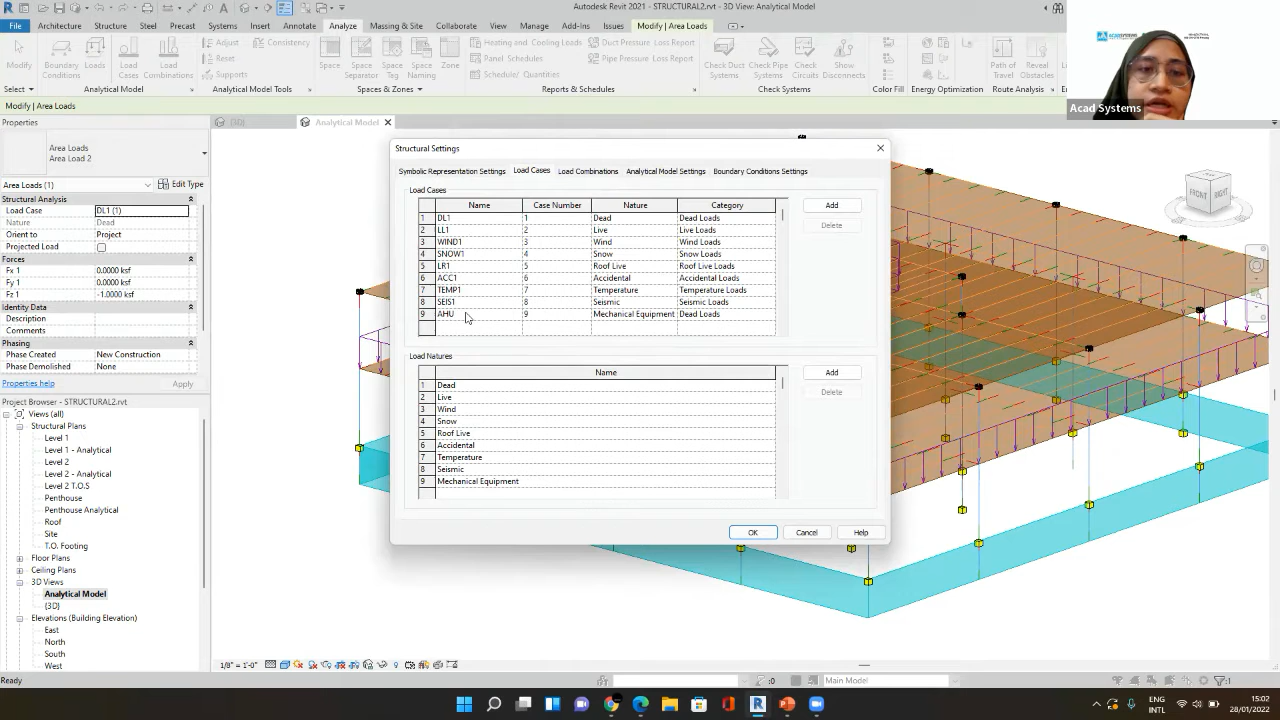 Autodesk Revit 2021 - STRUCTURAL2.rvt - 3D View: Analytical Model
File Architecture Structure Steel Precast Systems Insert Annotate Analyze Massing & Site Collaborate View Manage Add-Ins Issues Modify | Area Loads
Modify Boundary Conditions Loads Load Cases Load Combinations Adjust Reset Supports Consistency Space Space Separator Space Tag Zone Heating and Cooling Loads Panel Schedules Schedule/ Quantities Duct Pressure Loss Report Pipe Pressure Loss Report Check Duct Systems Check Pipe Systems Check Circuits Show Disconnects Color Fill Energy Optimization Path of Travel Reveal Obstacles
Select Analytical Model Analytical Model Tools Spaces & Zones Reports & Schedules Check Systems Color Fill Energy Optimization Route Analysis
Acad Systems
Modify | Area Loads
Properties
{3D}
Analytical Model
Area Loads
Area Load 2
Area Loads (1) Edit Type
Structural Analysis
Load Case DL1 (1)
Nature Dead
Orient to Project
Projected Load
Forces
Fx 1 0.0000 ksf
Fy 1 0.0000 ksf
Fz 1 -1.0000 ksf
Identity Data
Description
Comments
Phasing
Phase Created New Construction
Phase Demolished None
Properties help Apply
Project Browser - STRUCTURAL2.rvt
Views (all)
Structural Plans
Level 1
Level 1 - Analytical
Level 2
Level 2 - Analytical
Level 2 T.O.S
Penthouse
Penthouse Analytical
Roof
Site
T.O. Footing
Floor Plans
Ceiling Plans
3D Views
Analytical Model
{3D}
Elevations (Building Elevation)
East
North
South
West
Structural Settings
Symbolic Representation Settings Load Cases Load Combinations Analytical Model Settings Boundary Conditions Settings
Load Cases
Name Case Number Nature Category
1 DL1 1 Dead Dead Loads
2 LL1 2 Live Live Loads
3 WIND1 3 Wind Wind Loads
4 SNOW1 4 Snow Snow Loads
5 LR1 5 Roof Live Roof Live Loads
6 ACC1 6 Accidental Accidental Loads
7 TEMP1 7 Temperature Temperature Loads
8 SEIS1 8 Seismic Seismic Loads
9 AHU 9 Mechanical Equipment Dead Loads
Add
Delete
Load Natures
Name
1 Dead
2 Live
3 Wind
4 Snow
5 Roof Live
6 Accidental
7 Temperature
8 Seismic
9 Mechanical Equipment
Add
Delete
OK Cancel Help
FRONT RIGHT
1/8" = 1'-0"
Ready :0 Main Model :1
ENG
INTL
15:02
28/01/2022